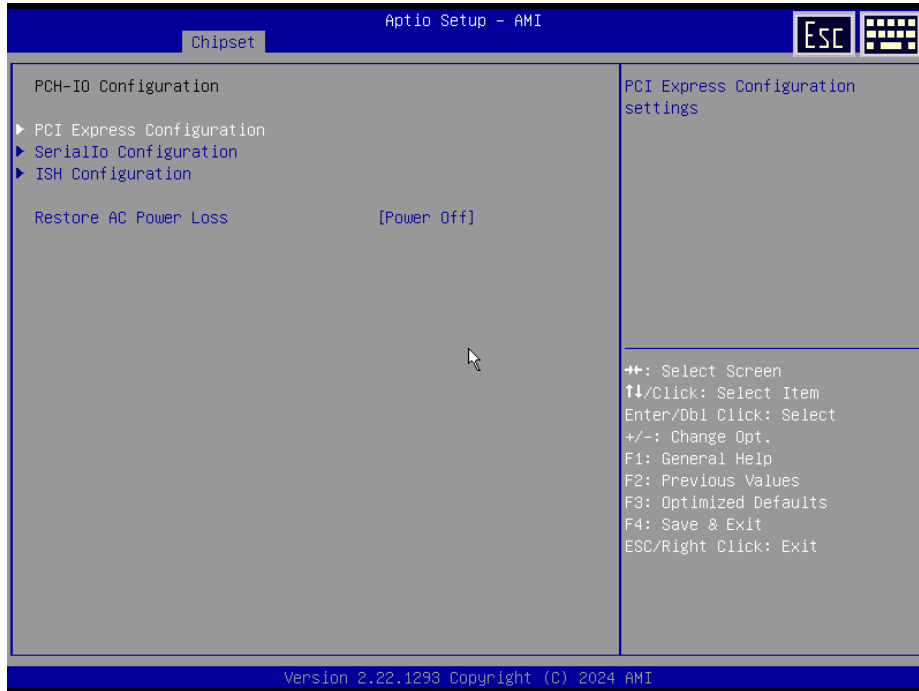 Aptio Setup - AMI
Chipset
Esc
PCH-IO Configuration
PCI Express Configuration
SerialIo Configuration
ISH Configuration
Restore AC Power Loss [Power Off]
PCI Express Configuration
settings
→←: Select Screen
↑↓/Click: Select Item
Enter/Dbl Click: Select
+/-: Change Opt.
F1: General Help
F2: Previous Values
F3: Optimized Defaults
F4: Save & Exit
ESC/Right Click: Exit
Version 2.22.1293 Copyright (C) 2024 AMI